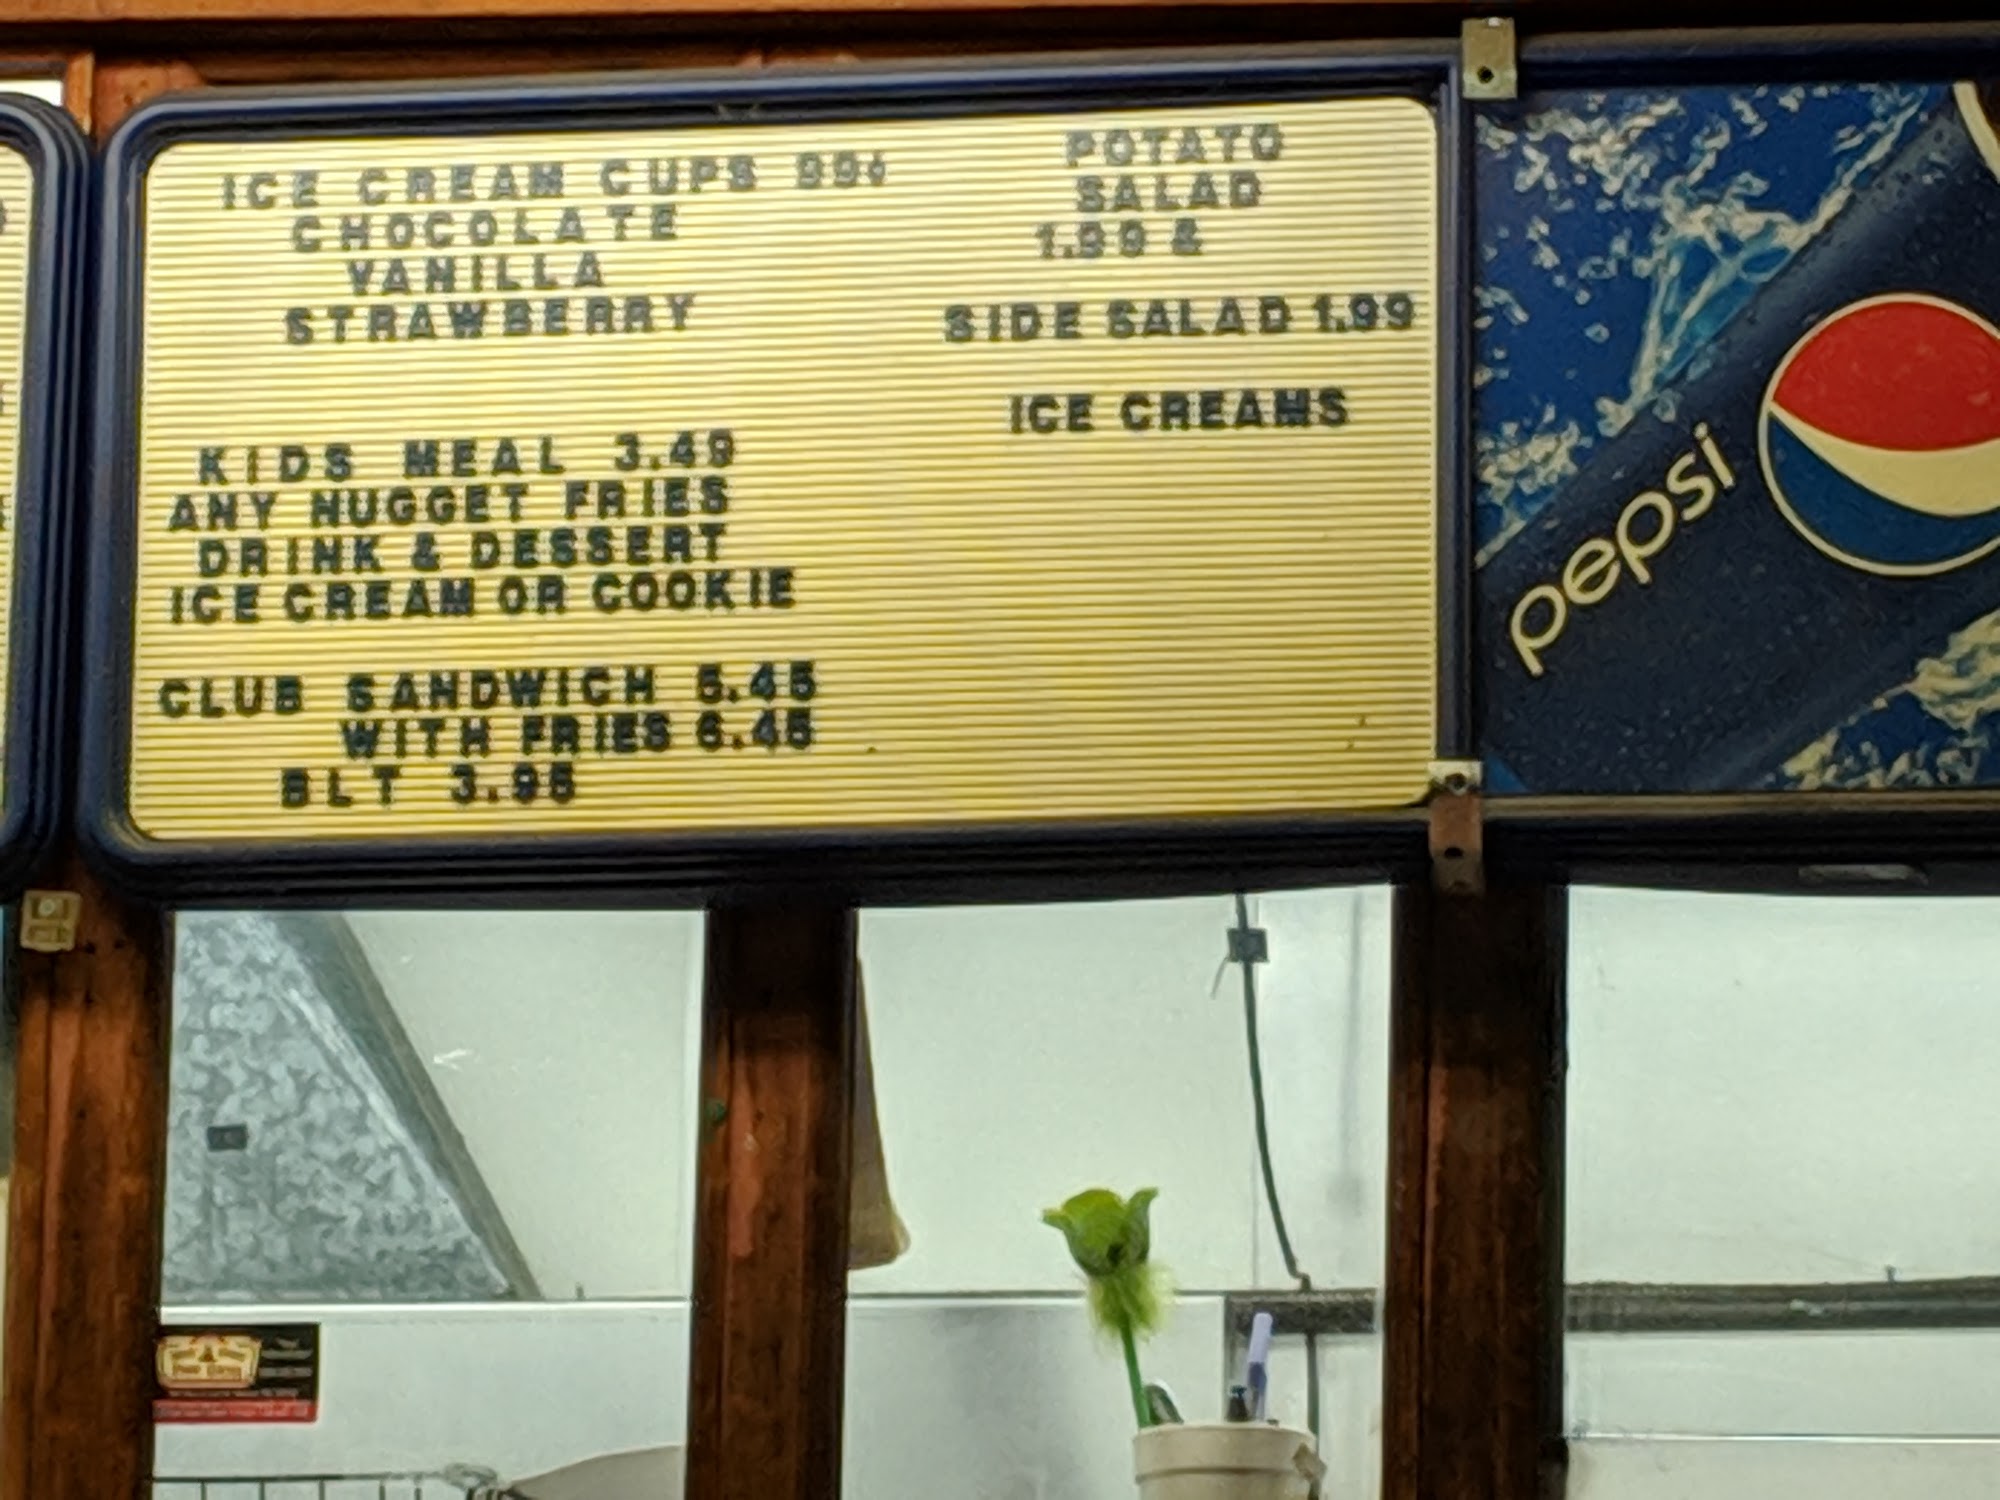 ICE CREAM CUPS 99¢
CHOCOLATE
VANILLA
STRAWBERRY
KIDS MEAL 3.49
ANY NUGGET FRIES
DRINK & DESSERT
ICE CREAM OR COOKIE
CLUB SANDWICH 5.45
WITH FRIES 6.45
BLT 3.95
POTATO
SALAD
1.99 &
SIDE SALAD 1.99
ICE CREAMS
pepsi